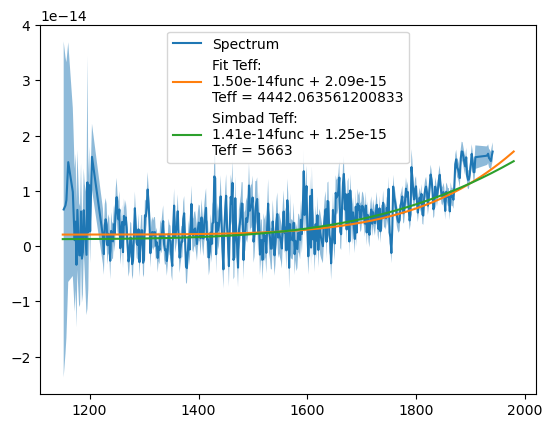 1e−14
Spectrum
Fit Teff:
1.50e-14func + 2.09e-15
Teff = 4442.063561200833
Simbad Teff:
1.41e-14func + 1.25e-15
Teff = 5663
4
3
2
1
0
−1
−2
1200
1400
1600
1800
2000